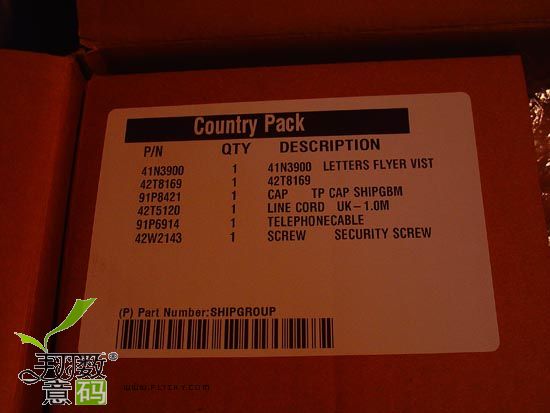 Country Pack
P/N QTY DESCRIPTION
41N3900 1 41N3900 LETTERS FLYER VIST
42T8169 1 42T8169
91P8421 1 CAP TP CAP SHIPGBM
42T5120 1 LINE CORD UK-1.0M
91P6914 1 TELEPHONECABLE
42W2143 1 SCREW SECURITY SCREW
(P) Part Number:SHIPGROUP
翔数®
意码